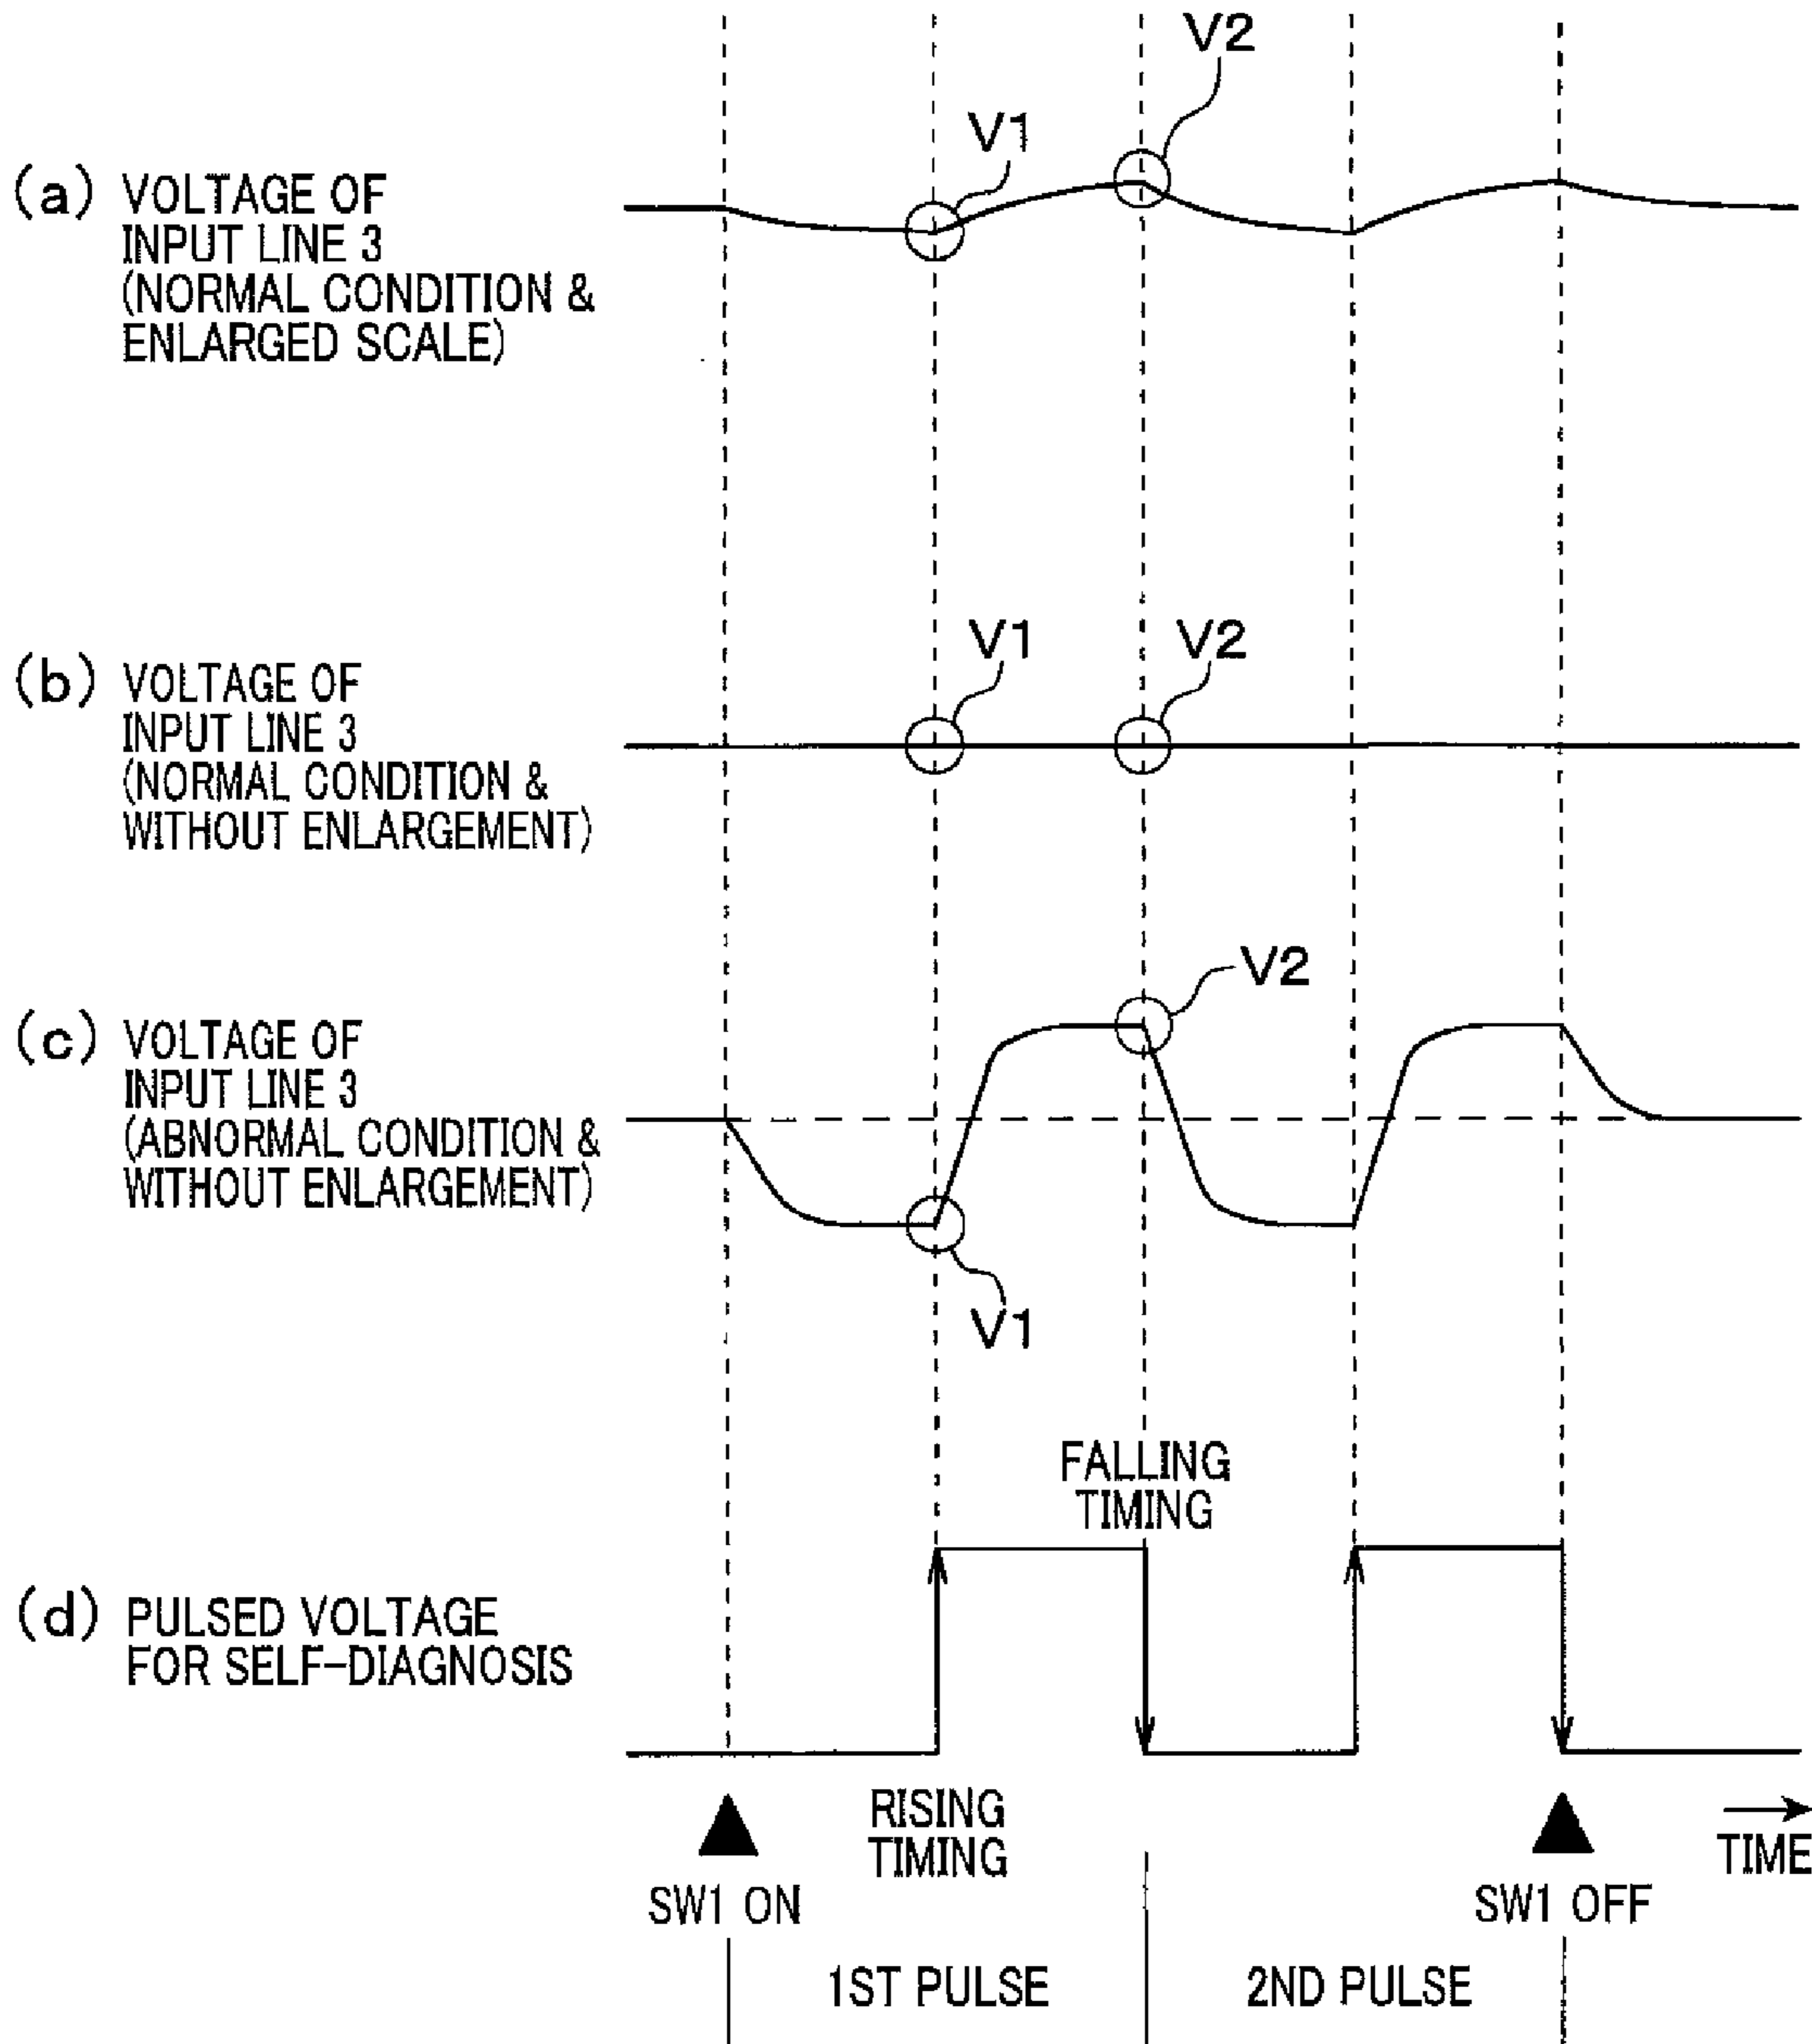 V2
V1
(a) VOLTAGE OF
INPUT LINE 3
(NORMAL CONDITION &
ENLARGED SCALE)
V1
V2
(b) VOLTAGE OF
INPUT LINE 3
(NORMAL CONDITION &
WITHOUT ENLARGEMENT)
V2
(c) VOLTAGE OF
INPUT LINE 3
(ABNORMAL CONDITION &
WITHOUT ENLARGEMENT)
V1
FALLING
TIMING
(d) PULSED VOLTAGE
FOR SELF-DIAGNOSIS
RISING
TIMING
TIME
SW1 ON
SW1 OFF
1ST PULSE
2ND PULSE